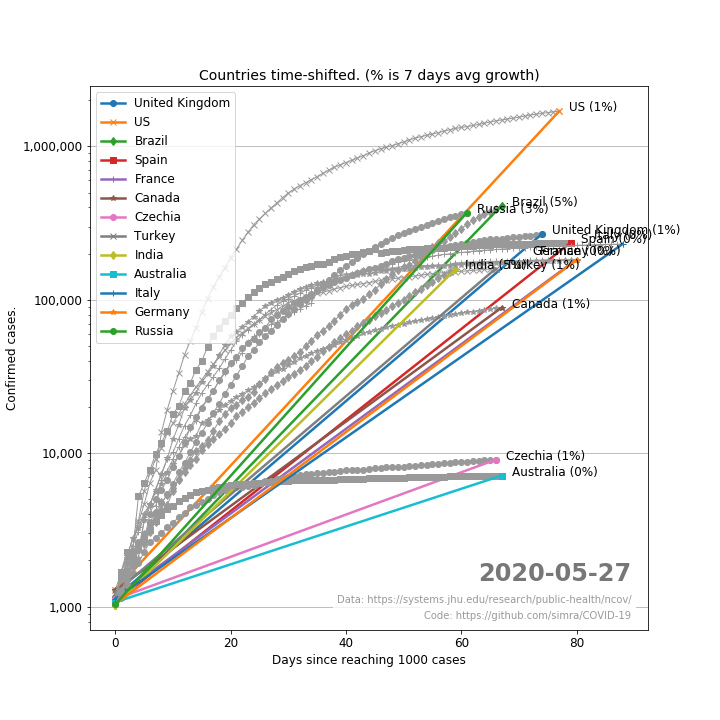 Countries time-shifted. (% is 7 days avg growth)
United Kingdom
US
Brazil
Spain
France
Canada
Czechia
Turkey
India
Australia
Italy
Germany
Russia
US (1%)
Brazil (5%)
Russia (3%)
United Kingdom (1%)
Spain (0%)
India (5%)
Turkey (1%)
Canada (1%)
Czechia (1%)
Australia (0%)
1,000,000
100,000
10,000
1,000
Confirmed cases.
0
20
40
60
80
Days since reaching 1000 cases
2020-05-27
Data: https://systems.jhu.edu/research/public-health/ncov/
Code: https://github.com/simra/COVID-19